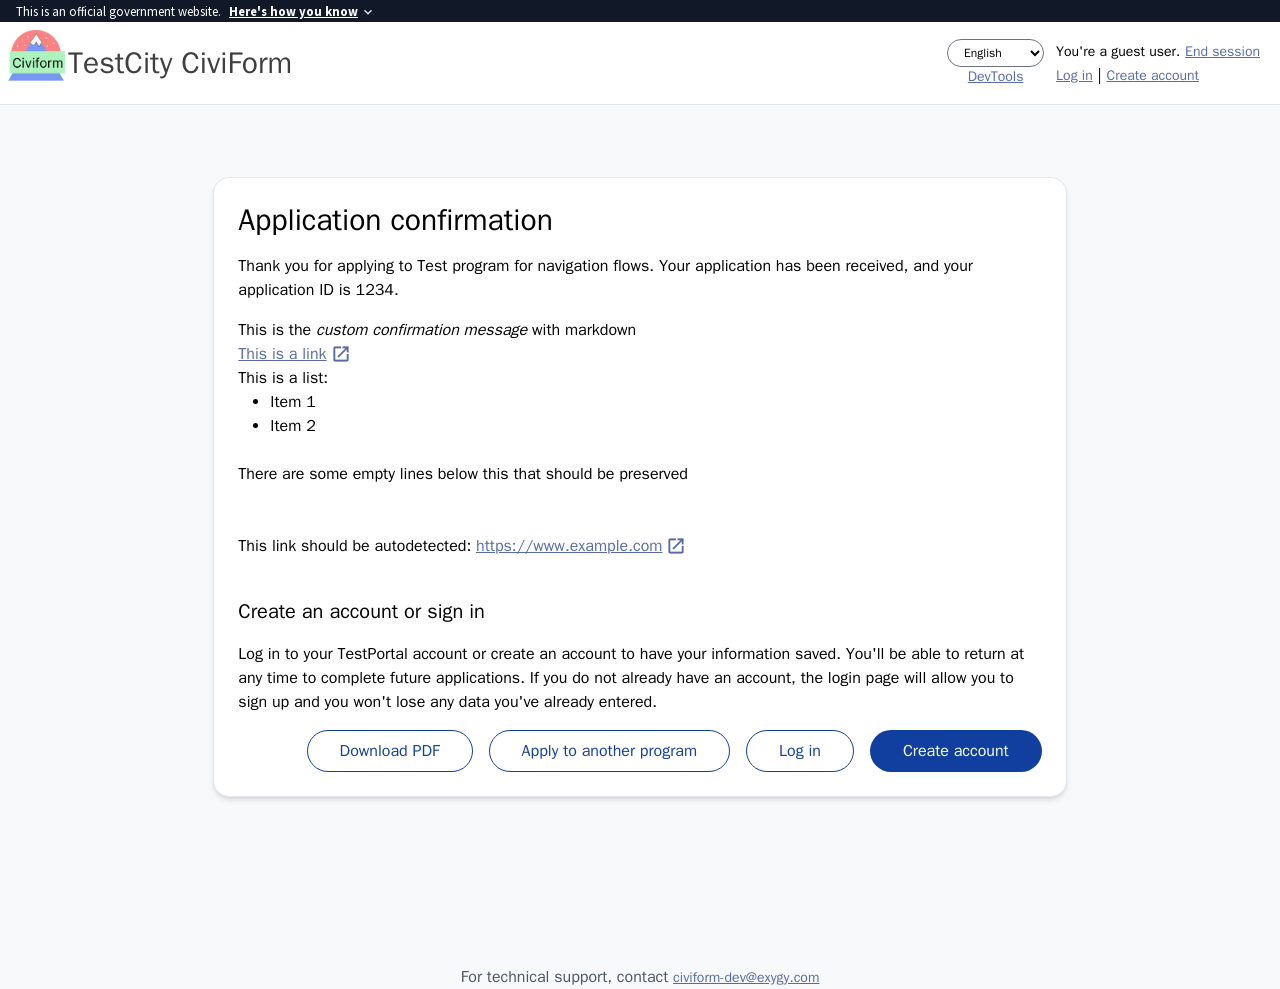 This is an official government website. Here's how you know
Civiform TestCity CiviForm
English
DevTools
You're a guest user. End session
Log in | Create account
Application confirmation
Thank you for applying to Test program for navigation flows. Your application has been received, and your
application ID is 1234.
This is the custom confirmation message with markdown
This is a link
This is a list:
• Item 1
• Item 2
There are some empty lines below this that should be preserved
This link should be autodetected: https://www.example.com
Create an account or sign in
Log in to your TestPortal account or create an account to have your information saved. You'll be able to return at
any time to complete future applications. If you do not already have an account, the login page will allow you to
sign up and you won't lose any data you've already entered.
Download PDF Apply to another program Log in Create account
For technical support, contact civiform-dev@exygy.com